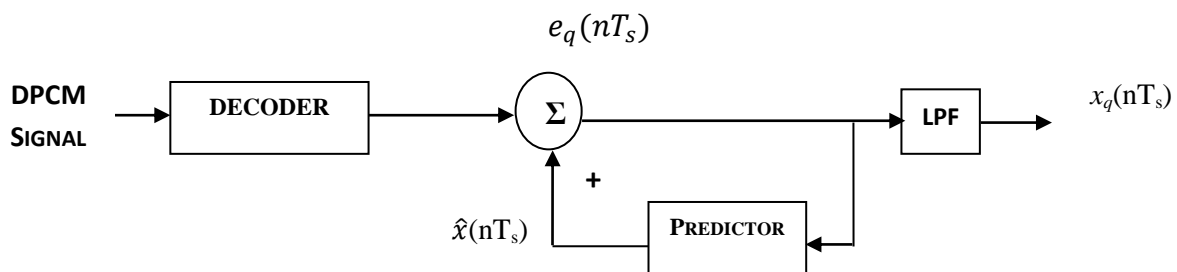 e_q(nT_s)
DPCM
SIGNAL
DECODER
Σ
LPF
x_q(nT_s)
+
x̂(nT_s)
PREDICTOR